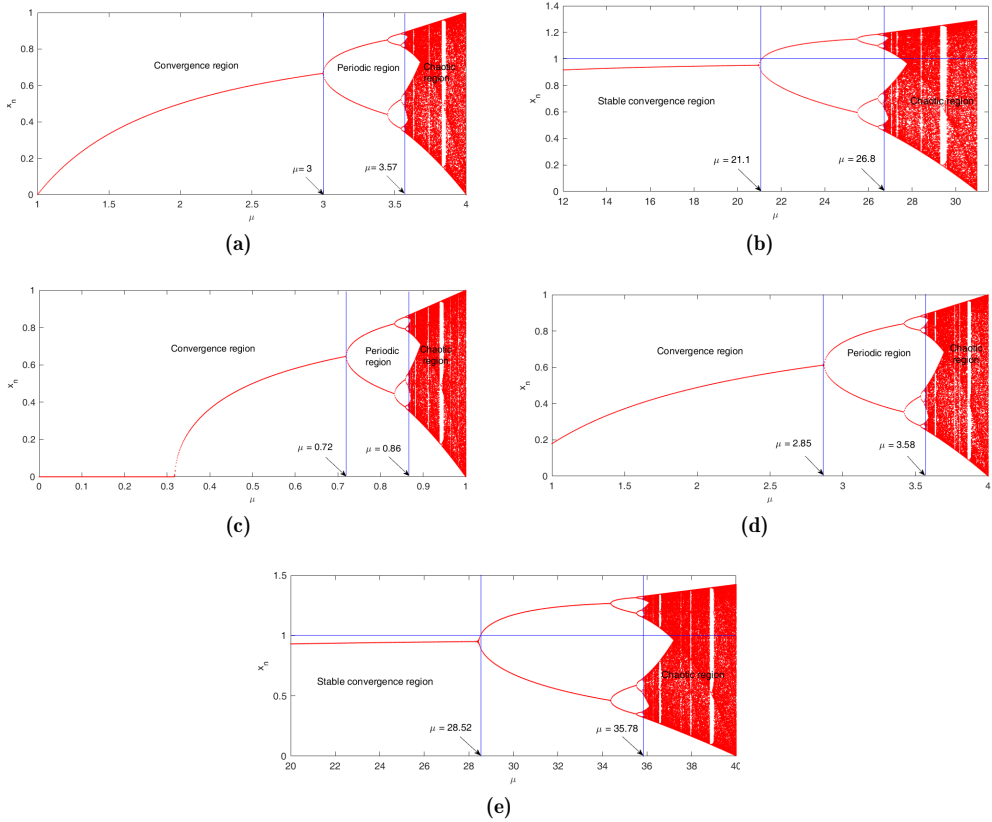 1
0.8
0.6
0.4
0.2
0
x_n
Convergence region
Periodic region
Chaotic
region
μ= 3
μ=3.57
1 1.5 2 2.5 3 3.5 4
μ
(a)
1.4
1.2
1
0.8
0.6
0.4
0.2
0
x_n
Stable convergence region
Chaotic region
μ = 21.1
μ = 26.8
12 14 16 18 20 22 24 26 28 30
μ
(b)
1
0.8
0.6
0.4
0.2
0
x_n
Convergence region
Periodic
region
Chaotic
region
μ = 0.72
μ = 0.86
0 0.1 0.2 0.3 0.4 0.5 0.6 0.7 0.8 0.9 1
μ
(c)
1
0.8
0.6
0.4
0.2
0
x_n
Convergence region
Periodic region
Chaotic
region
μ = 2.85
μ = 3.58
1 1.5 2 2.5 3 3.5 4
μ
(d)
1.5
1
0.5
0
x_n
Stable convergence region
Chaotic region
μ = 28.52
μ = 35.78
20 22 24 26 28 30 32 34 36 38 40
μ
(e)